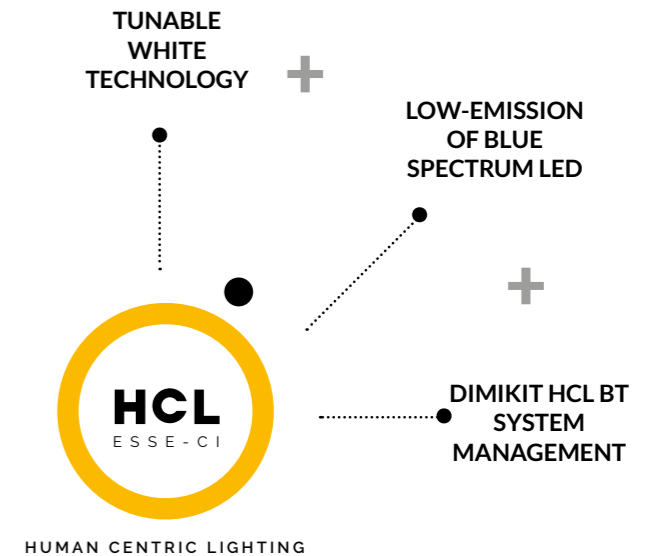 TUNABLE
WHITE
TECHNOLOGY
+
LOW-EMISSION
OF BLUE
SPECTRUM LED
+
DIMIKIT HCL BT
SYSTEM
MANAGEMENT
HCL
ESSE-CI
HUMAN CENTRIC LIGHTING